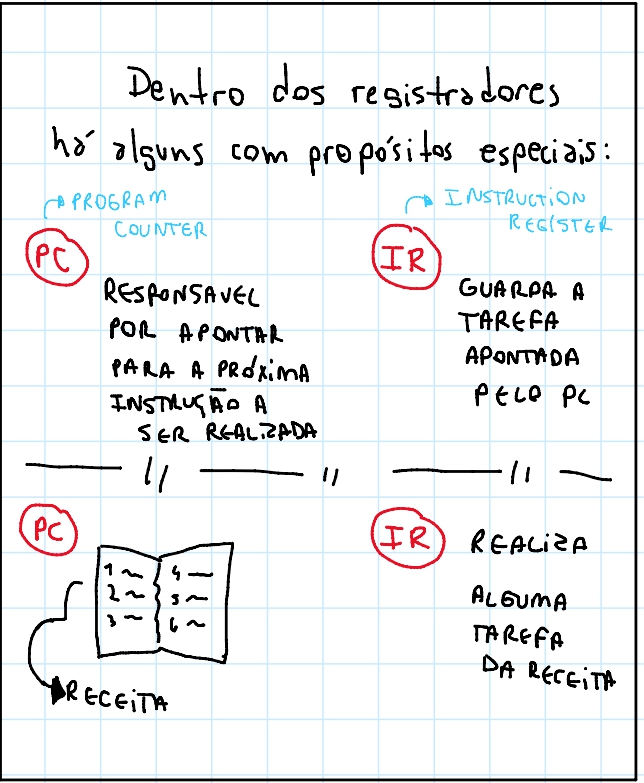 Dentro dos registradores
há alguns com propósitos especiais:
PROGRAM
COUNTER
PC
RESPONSAVEL
POR APONTAR
PARA A PRÓXIMA
INSTRUÇÃO A
SER REALIZADA
INSTRUCTION
REGISTER
IR
GUARDA A
TAREFA
APONTADA
PELO PC
PC
1 4
2 5
3 6
RECEITA
IR REALIZA
ALGUMA
TAREFA
DA RECEITA